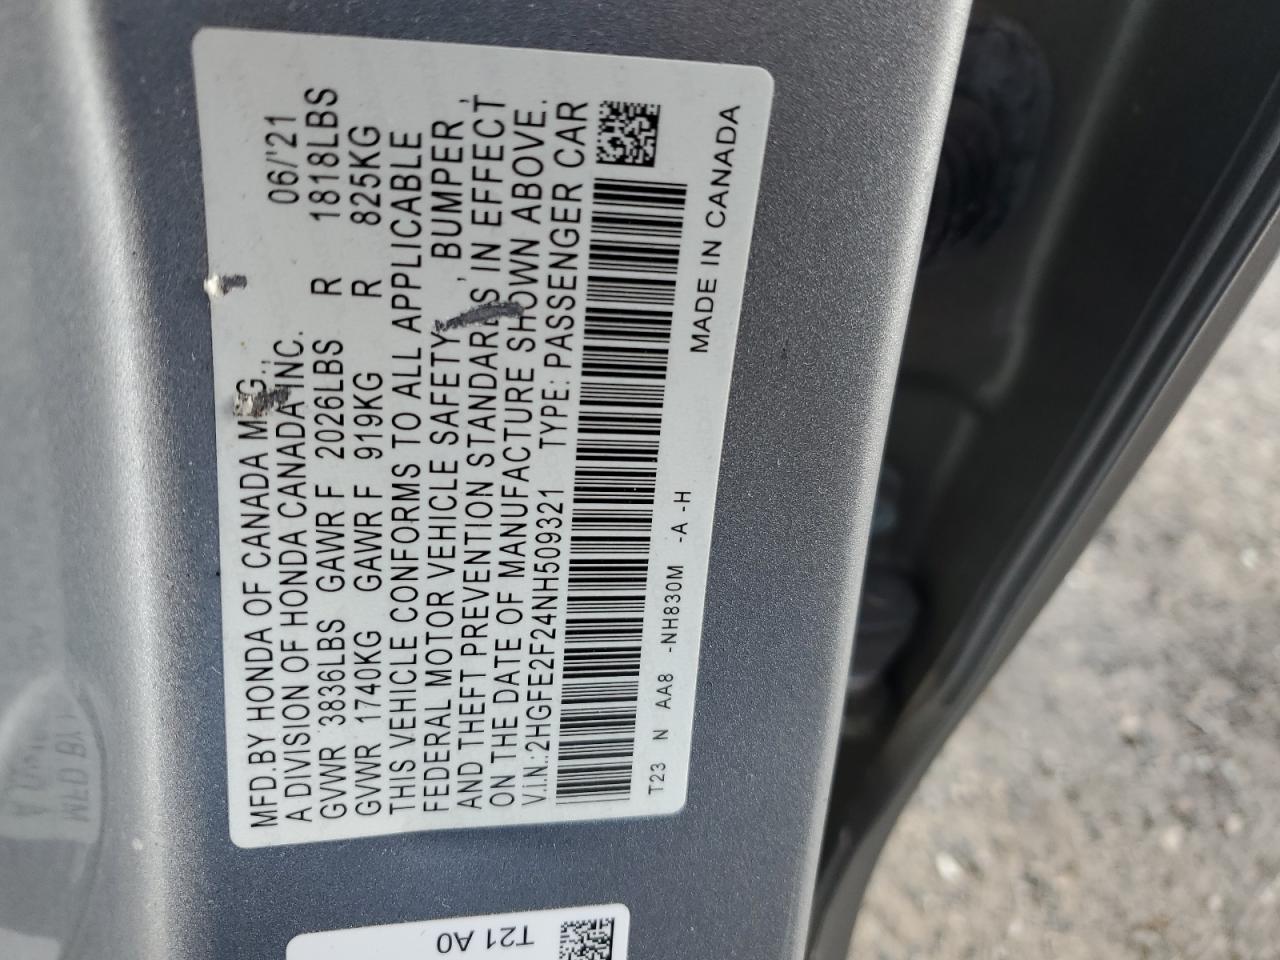 MFD.BY HONDA OF CANADA MFG., 06/'21
A DIVISION OF HONDA CANADA INC.
GVWR 3836LBS GAWR F 2026LBS R 1818LBS
GVWR 1740KG GAWR F 919KG R 825KG
THIS VEHICLE CONFORMS TO ALL APPLICABLE
FEDERAL MOTOR VEHICLE SAFETY, BUMPER,
AND THEFT PREVENTION STANDARDS IN EFFECT
ON THE DATE OF MANUFACTURE SHOWN ABOVE.
V.I.N.:2HGFE2F24NH509321 TYPE: PASSENGER CAR
T23 N AA8 -NH830M -A -H
MADE IN CANADA
T21 A0